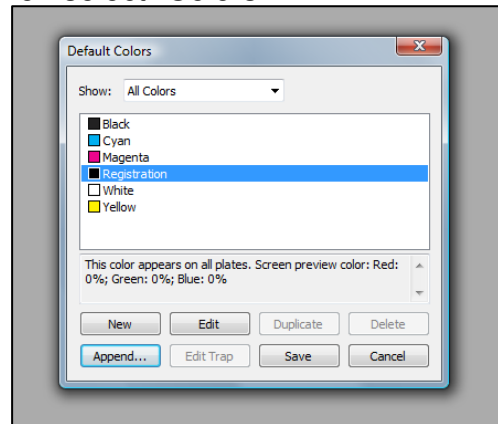 Default Colors
Show: All Colors
Black
Cyan
Magenta
Registration
White
Yellow
This color appears on all plates. Screen preview color: Red:
0%; Green: 0%; Blue: 0%
New Edit Duplicate Delete
Append... Edit Trap Save Cancel